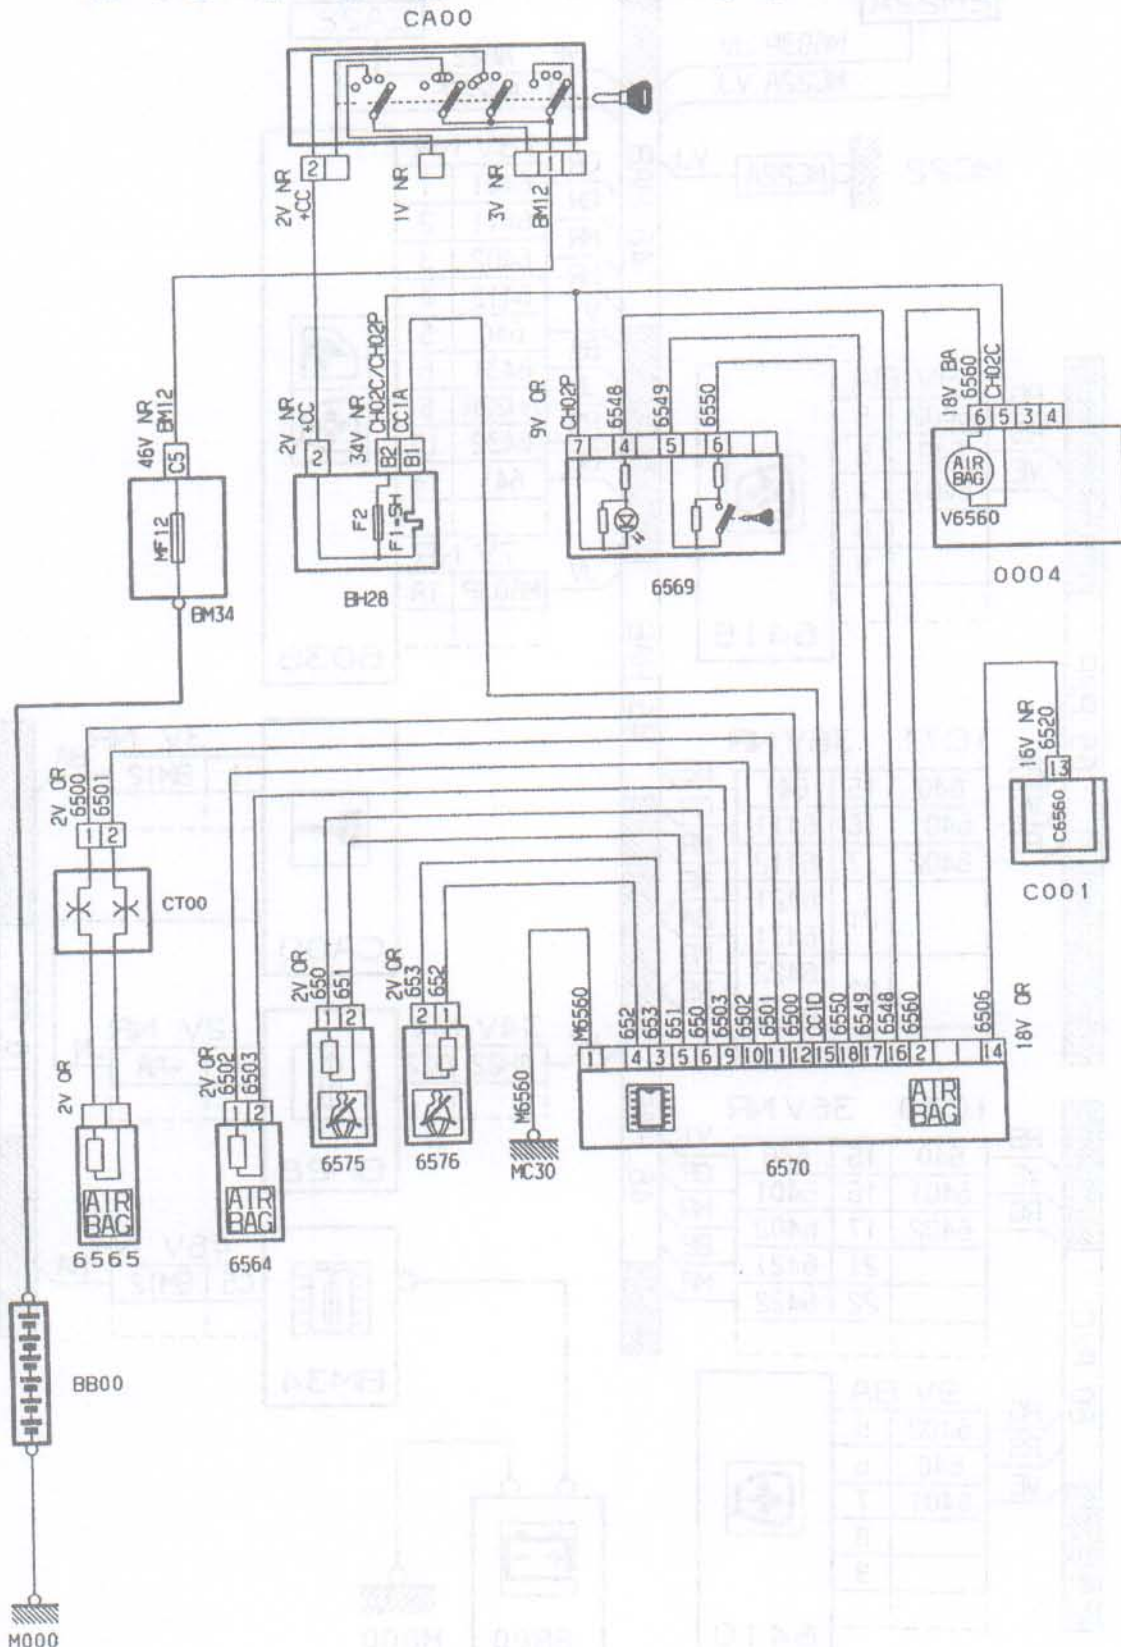 CA00
2
2V NR
+CC
1V NR
3V NR
BM12
46V NR
BM12
C5
MF12
BM34
2V NR
+CC
2
34V NR
CH02C/CH02P
CC1A
B2
B1
F2
F1=SH
BH28
9V OR
CH02P
6548
6549
6550
7
4
5
6
6569
18V BA
6560
CH02C
6
5
3
4
AIR
BAG
V6560
0004
16V NR
6520
13
C6560
C001
2V OR
6500
6501
1
2
CT00
2V OR
AIR
BAG
6565
2V OR
6502
6503
1
2
AIR
BAG
6564
2V OR
650
651
1
2
6575
2V OR
653
652
2
1
6576
M6560
MC30
M6560
652
653
651
650
6503
6502
6501
6500
CC1D
6550
6549
6548
6560
6506
18V OR
1
4
3
5
6
9
10
11
12
15
18
17
16
2
14
AIR
BAG
6570
BB00
M000